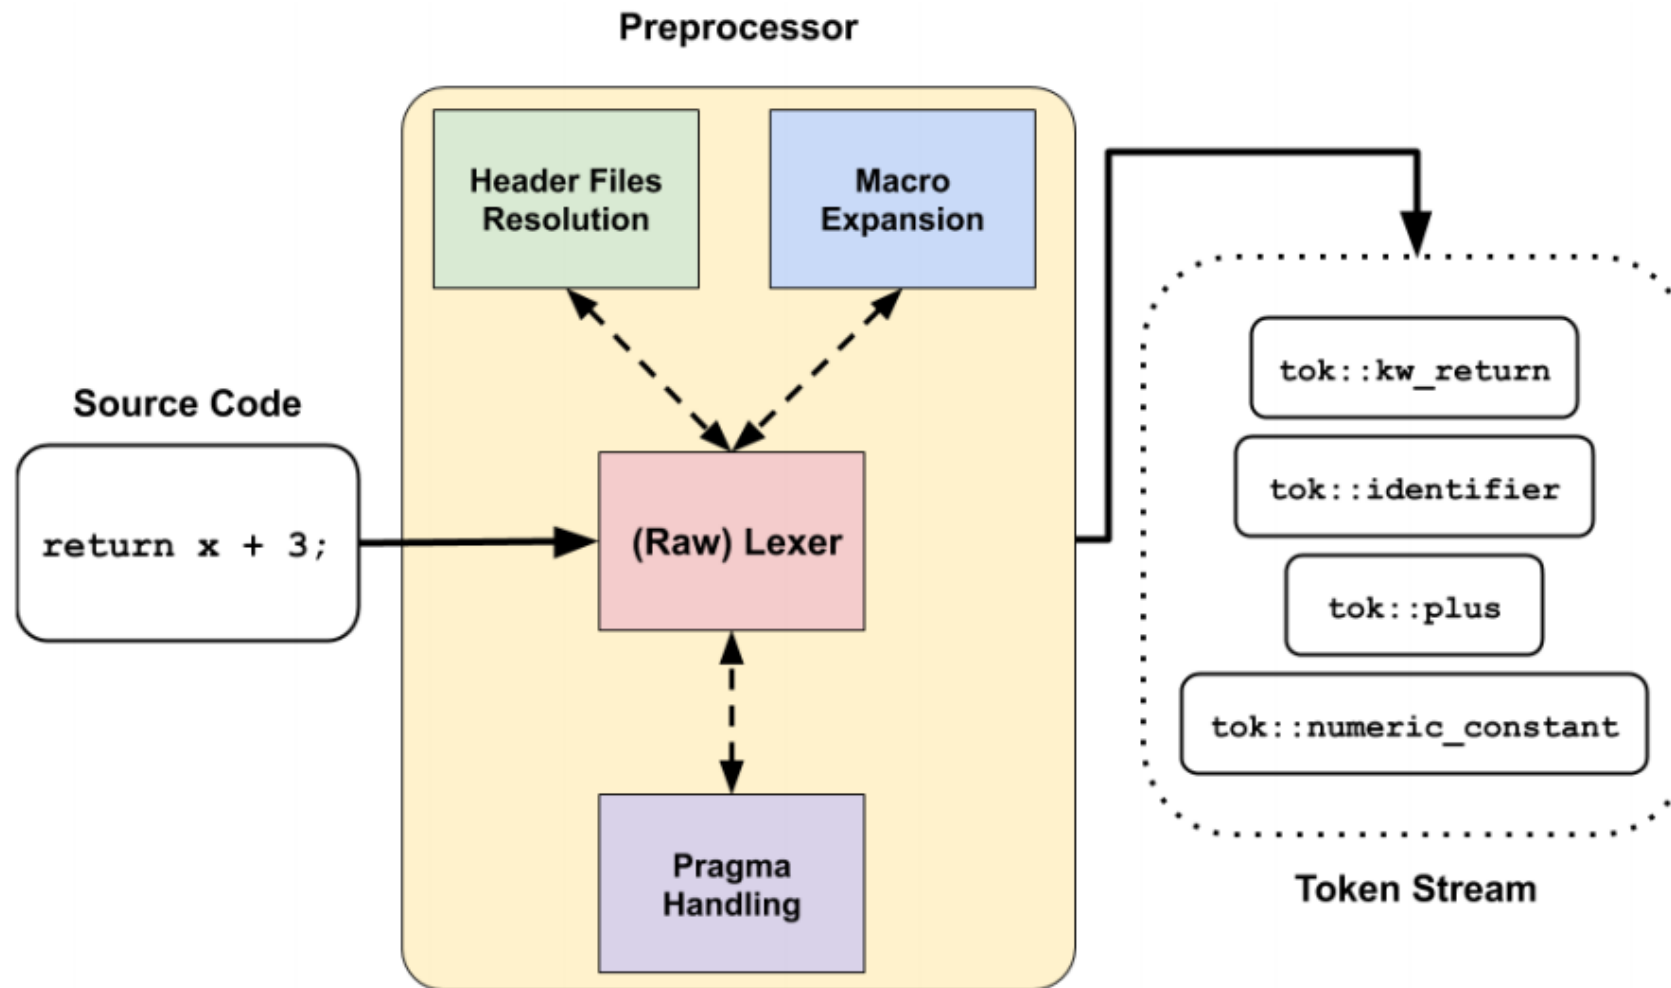 Preprocessor
Header Files
Resolution
Macro
Expansion
Source Code
return x + 3;
(Raw) Lexer
Pragma
Handling
tok::kw_return
tok::identifier
tok::plus
tok::numeric_constant
Token Stream